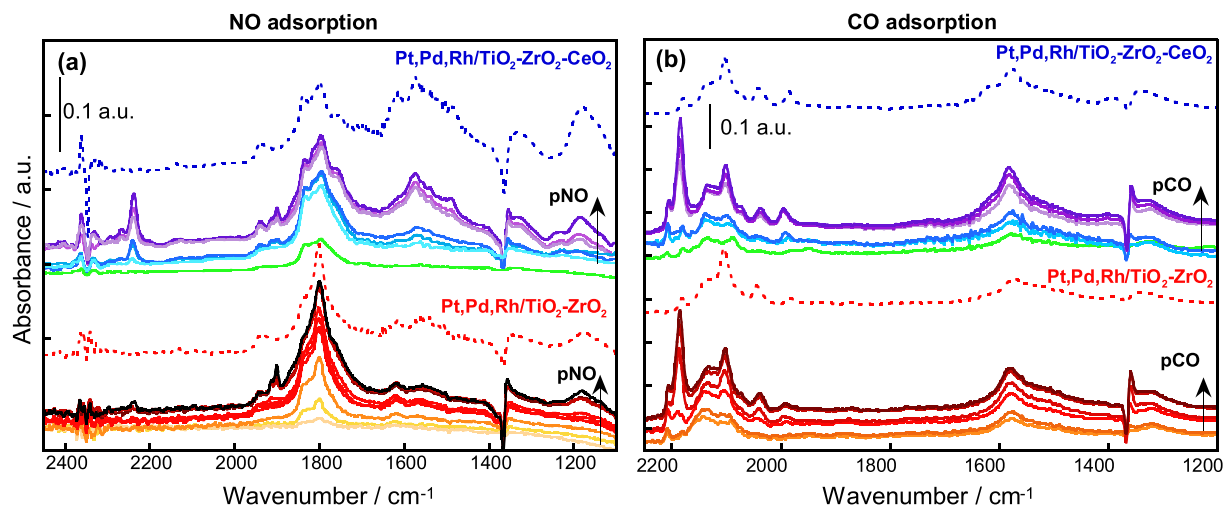 NO adsorption
(a)
Pt,Pd,Rh/TiO₂-ZrO₂-CeO₂
0.1 a.u.
pNO
Pt,Pd,Rh/TiO₂-ZrO₂
pNO
Absorbance / a.u.
2400 2200 2000 1800 1600 1400 1200
Wavenumber / cm⁻¹
CO adsorption
(b)
Pt,Pd,Rh/TiO₂-ZrO₂-CeO₂
0.1 a.u.
pCO
Pt,Pd,Rh/TiO₂-ZrO₂
pCO
2200 2000 1800 1600 1400 1200
Wavenumber / cm⁻¹